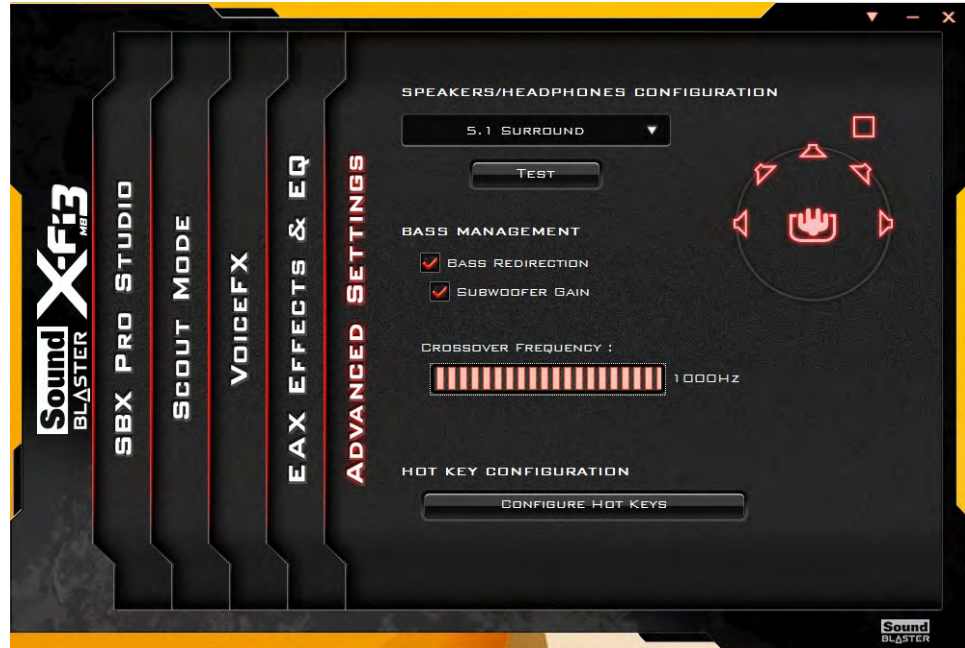 Sound
BLASTER
X-Fi3
MB
SBX Pro Studio
Scout Mode
VoiceFX
EAX Effects & EQ
Advanced Settings
SPEAKERS/HEADPHONES CONFIGURATION
5.1 Surround
Test
BASS MANAGEMENT
Bass Redirection
Subwoofer Gain
Crossover Frequency :
1000Hz
HOT KEY CONFIGURATION
Configure Hot Keys
Sound
BLASTER